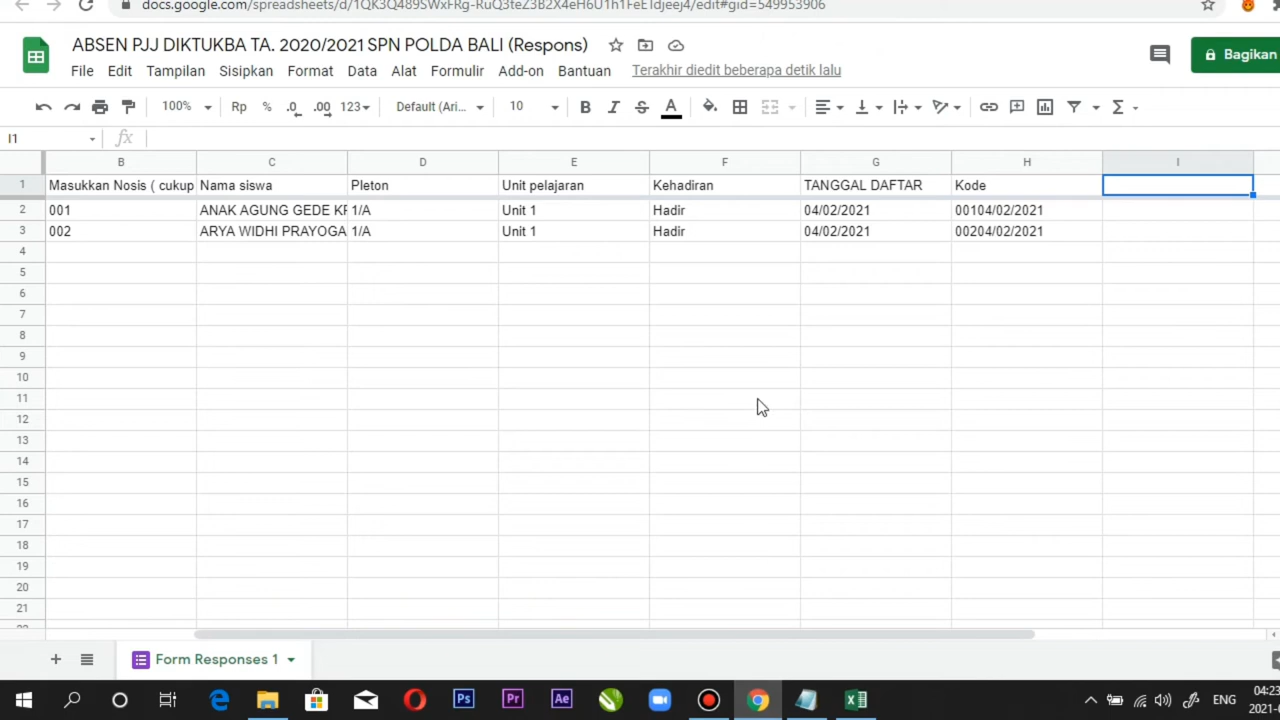 docs.google.com/spreadsheets/d/1QK3Q489SWxFRg-RuQ3teZ3B2X4eH6U1h1FeE1djeej4/edit#gid=549953906
ABSEN PJJ DIKTUKBA TA. 2020/2021 SPN POLDA BALI (Respons)
Bagikan
File Edit Tampilan Sisipkan Format Data Alat Formulir Add-on Bantuan Terakhir diedit beberapa detik lalu
100% Rp % .0 .00 123 Default (Ari... 10 B I S A Σ
I1 fx
B C D E F G H I
1 Masukkan Nosis ( cukup Nama siswa Pleton Unit pelajaran Kehadiran TANGGAL DAFTAR Kode
2 001 ANAK AGUNG GEDE 1/A Unit 1 Hadir 04/02/2021 00104/02/2021
3 002 ARYA WIDHI PRAYOGA 1/A Unit 1 Hadir 04/02/2021 00204/02/2021
4
5
6
7
8
9
10
11
12
13
14
15
16
17
18
19
20
21
Form Responses 1
Ps Pr Ae ENG 04:23